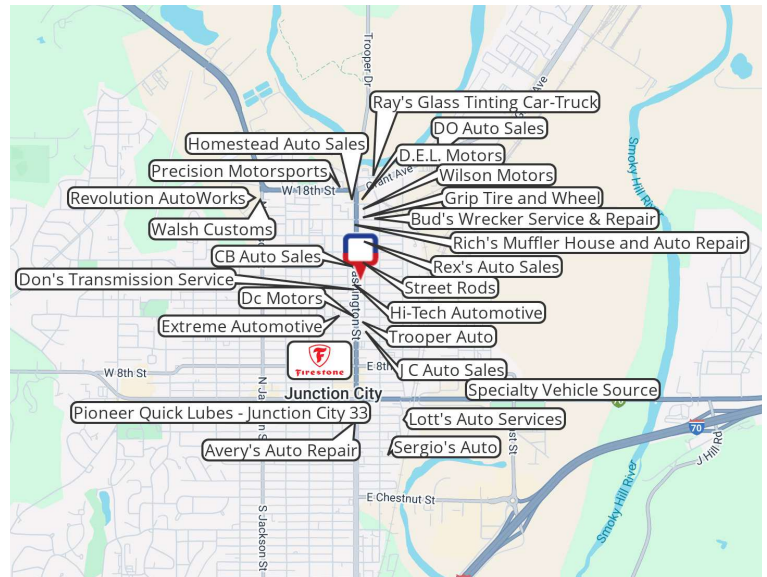 Trooper Dr
Ave
Ray's Glass Tinting Car-Truck
DO Auto Sales
Homestead Auto Sales
D.E.L. Motors
Precision Motorsports
Grant Ave
Wilson Motors
W 18th St
Revolution AutoWorks
Grip Tire and Wheel
Bud's Wrecker Service & Repair
Walsh Customs
Rich's Muffler House and Auto Repair
CB Auto Sales
Rex's Auto Sales
Don's Transmission Service
Street Rods
Dc Motors
Hi-Tech Automotive
Extreme Automotive
Trooper Auto
Smoky Hill River
F
Firestone
E 8th
W 8th St
J C Auto Sales
Junction City
Specialty Vehicle Source
Pioneer Quick Lubes - Junction City 33
Lott's Auto Services
Avery's Auto Repair
Sergio's Auto
70
J Hill Rd
E Chestnut St
S Jackson St
Smoky Hill River